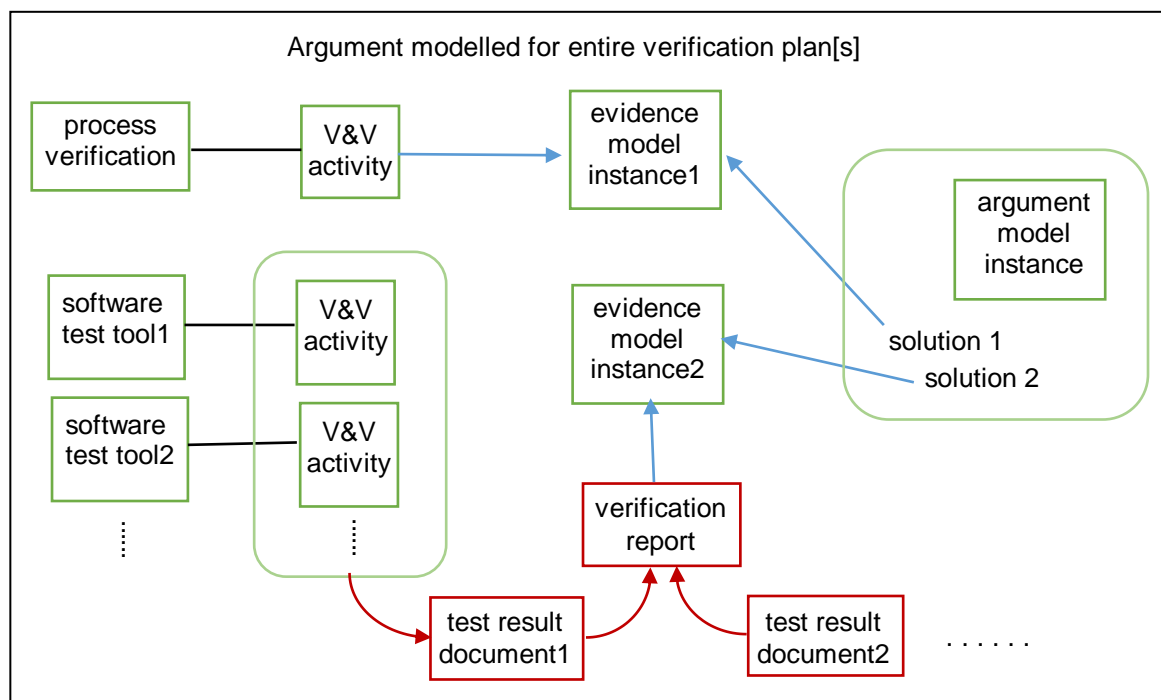 Argument modelled for entire verification plan[s]
process
verification
V&V
activity
evidence
model
instance1
argument
model
instance
software
test tool1
V&V
activity
evidence
model
instance2
solution 1
solution 2
software
test tool2
V&V
activity
verification
report
test result
document1
test result
document2
. . . . . .